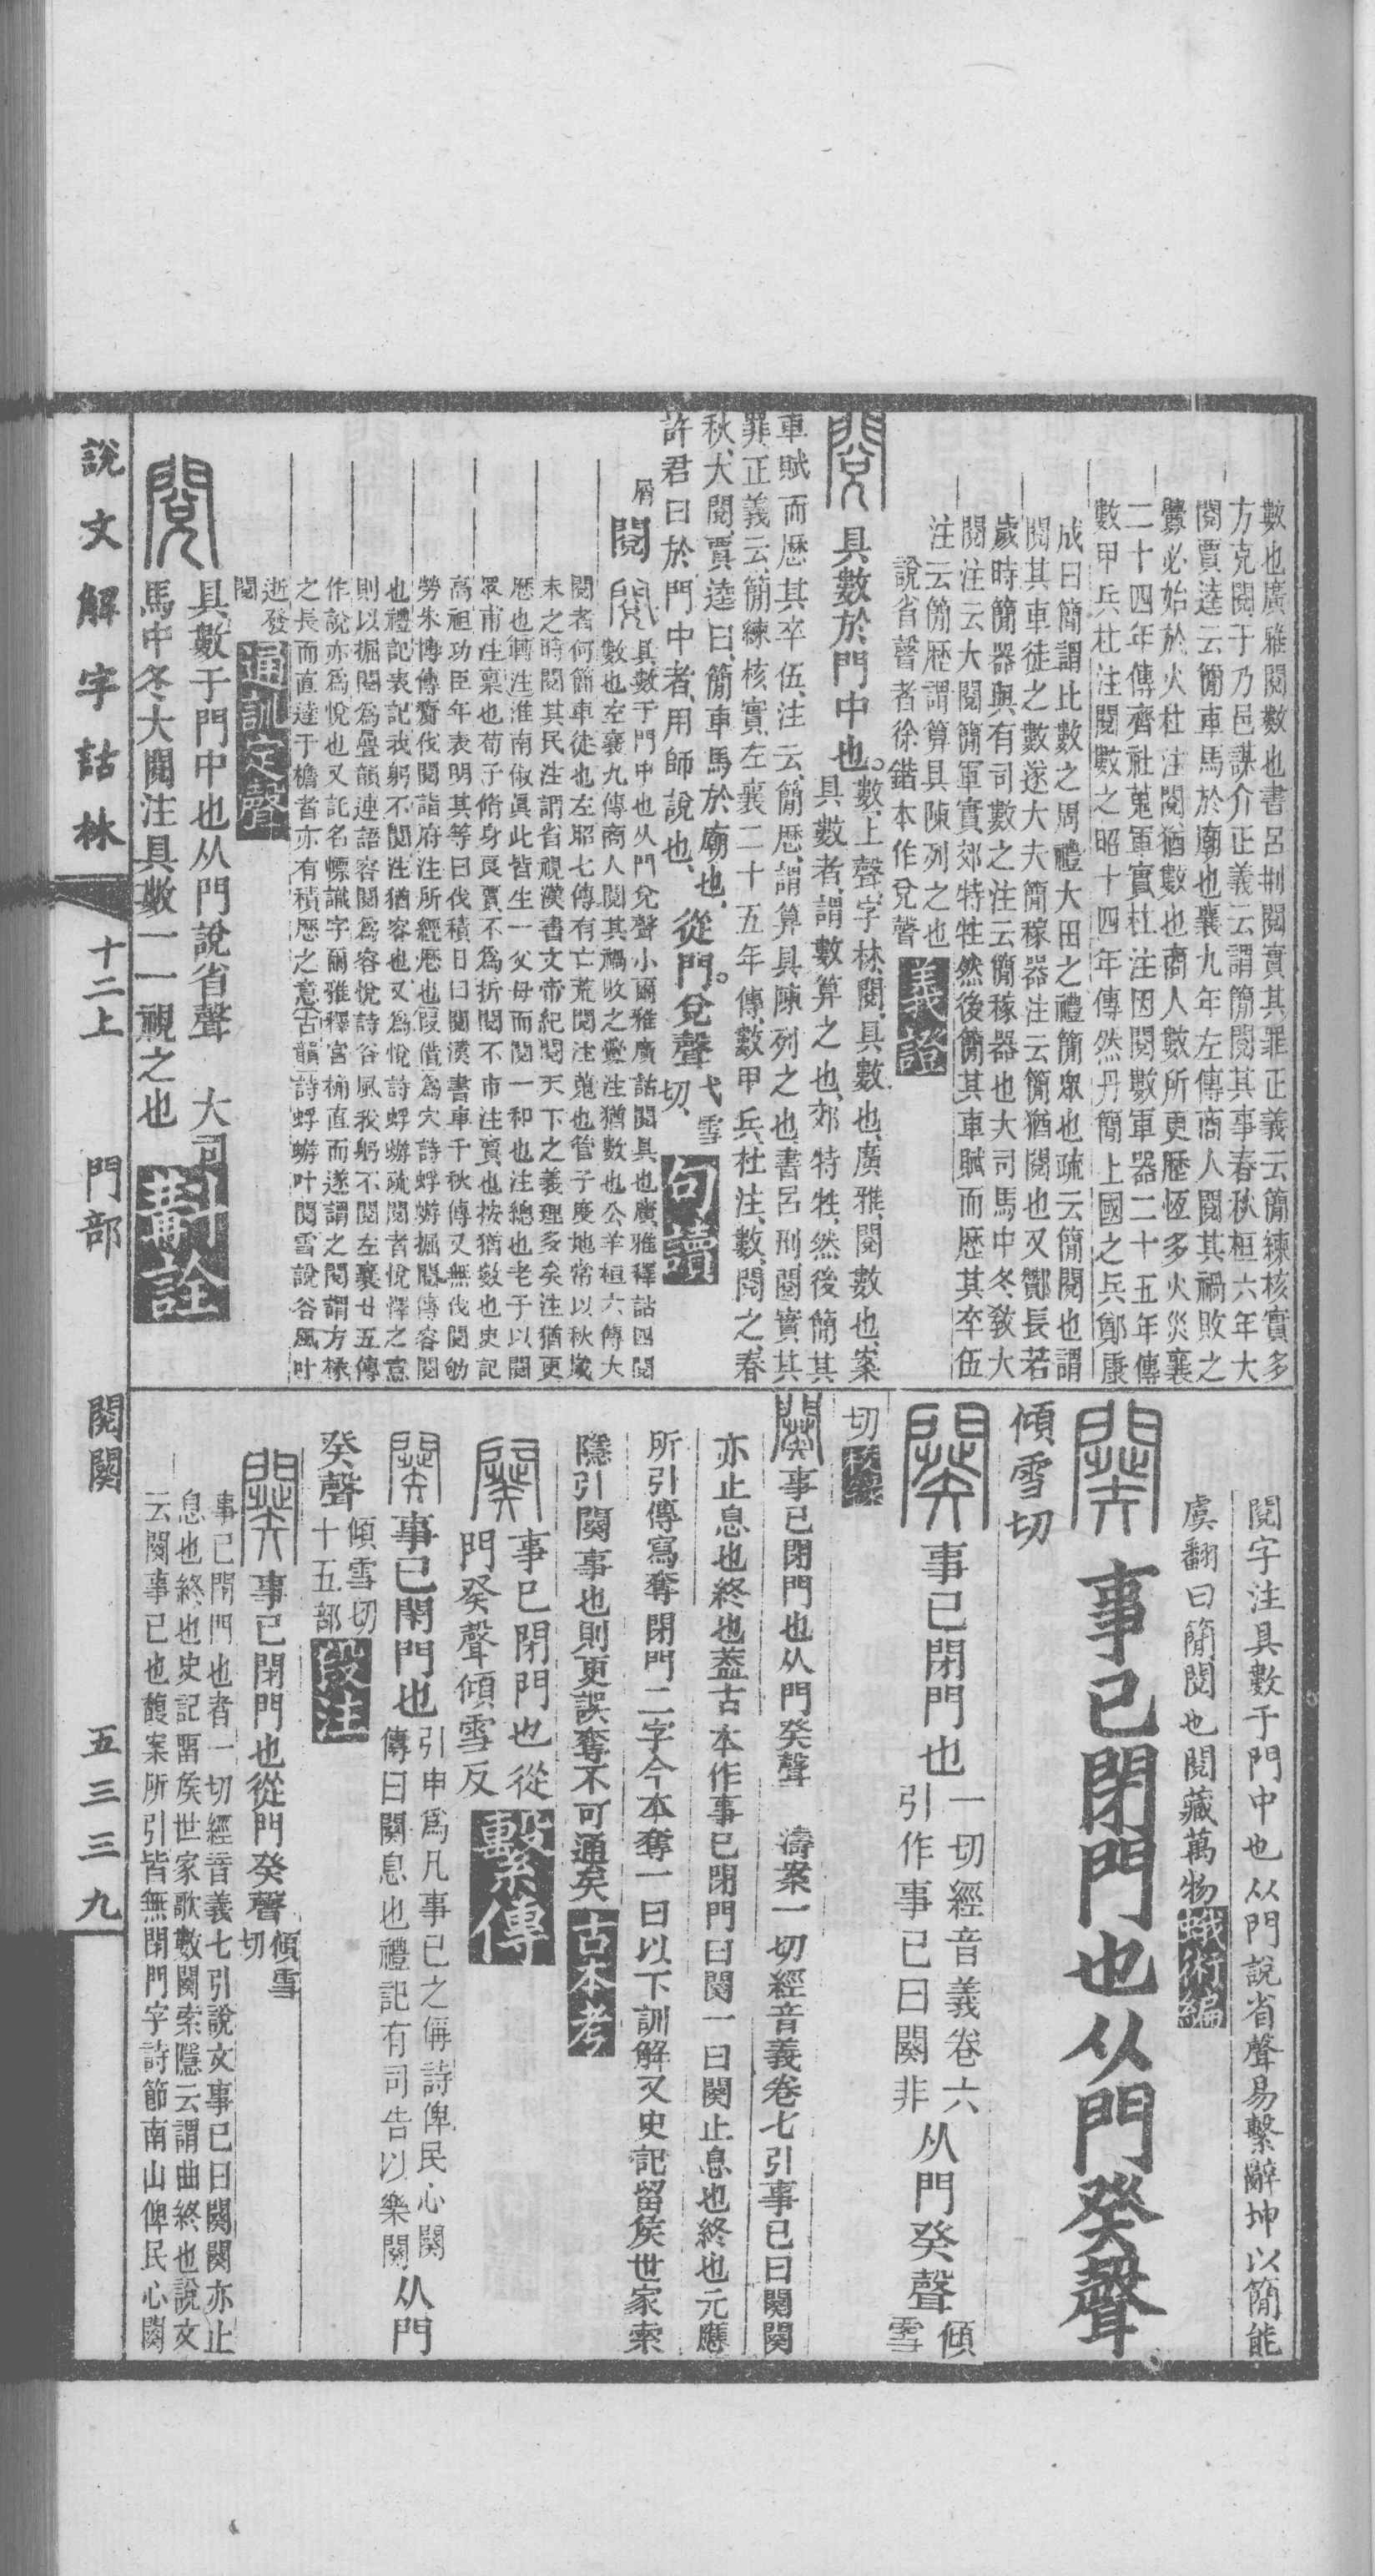 數也廣雅閱數也書呂刑閱實其罪正義云簡練核實多
方克閱于乃邑謀介正義云謂簡閱其事春秋桓六年大
閱賈逵云簡車馬於廟也襄九年左傳商人閱其禍敗之
釁必始於火杜注閱猶數也商人數所更歷恆多火災襄
二十四年傳齊社蒐軍實杜注因閱數軍器二十五年傳
數甲兵杜注閱數之昭十四年傳然丹簡上國之兵鄭康
成曰簡謂比數之周禮大田之禮簡眾也疏云簡閱也謂
閱其車徒之數遂大夫簡稼器注云簡猶閱也又酇長若
歲時簡器與有司數之注云簡稼器也大司馬中冬敎大
閱注云大閱簡軍實郊特牲然後簡其車賦而歷其卒伍
注云簡歷謂算具陳列之也
說省聲者徐鍇本作兌聲 義證
閱 具數於門中也。數上聲、字林、閱、具數也、廣雅、閱、數也、案
具數者、謂數算之也、郊特牲、然後簡其
車賦而歷其卒伍、注云、簡歷、謂算具陳列之也、書呂刑、閱實其
罪、正義云、簡練核實、左襄二十五年傳、數甲兵、杜注、數、閱之、春
秋、大閱、賈逵曰、簡車馬於廟也、從門。兌聲 弋雪切、
許君曰於門中者、用師說也、 句讀
屑 閱 閱 具數于門中也从門兌聲小爾雅廣詁閱具也廣雅釋詁四閱
數也左襄九傳商人閱其禍敗之釁注猶數也公羊桓六傳大
閱者何簡車徒也左昭七傳有亡荒閱注蒐也管子度地常以秋歲
末之時閱其民注謂省視漢書文帝紀閱天下之義理多矣注猶更
歷也轉注淮南俶眞此皆生一父母而閱一和也注總也老子以閱
眾甫注稟也荀子脩身良賈不爲折閱不市注賣也按猶數也史記
高祖功臣年表明其等曰伐積日曰閱漢書車千秋傳又無伐閱勉
勞朱博傳齎伐閱詣府注所經歷也叚借爲穴詩蜉蝣掘閱傳容閱
也禮記表記我躬不閱注猶容也又爲悅詩蜉蝣疏閱者悅懌之意
則以掘閱爲疊韻連語容閱爲容悅詩谷風我躬不閱左襄廿五傳
作說亦爲悅也又託名幖識字爾雅釋宮桷直而遂謂之閱謂方椽
之長而直達于檐者亦有積歷之意古韻詩蜉蝣叶閱雪說谷風叶
逝發
閱 通訓定聲
閱 具數于門中也从門說省聲 大司
馬中冬大閱注具數一一視之也 斠詮
閱字注具數于門中也从門說省聲易繫辭坤以簡能
虞翻曰簡閱也閱藏萬物 蛾術編
闋 事已閉門也从門癸聲
傾雪切
闋 事已閉門也 一切經音義卷六
引作事已曰闋非 从門癸聲 傾雪
切 校錄
闋事已閉門也从門癸聲 濤案一切經音義卷七引事已曰闋闋
亦止息也終也蓋古本作事已閉門曰闋一曰闋止息也終也元應
所引傳寫奪閉門二字今本奪一曰以下訓解又史記留矦世家索
隱引闋事也則更誤奪不可通矣 古本考
闋 事已閉門也從
門癸聲傾雪反 繫傳
闋 事已閉門也 引申爲凡事已之偁詩俾民心闋
傳曰闋息也禮記有司告以樂闋 从門
癸聲 傾雪切
十五部 段注
闋 事已閉門也從門癸聲 傾雪
切
事已閉門也者一切經音義七引說文事已曰闋闋亦止
息也終也史記畱矦世家歌數闋索隱云謂曲終也說文
云闋事已也馥案所引皆無閉門字詩節南山俾民心闋
說文解字詁林 十二上 門部 閱闋 五三三九